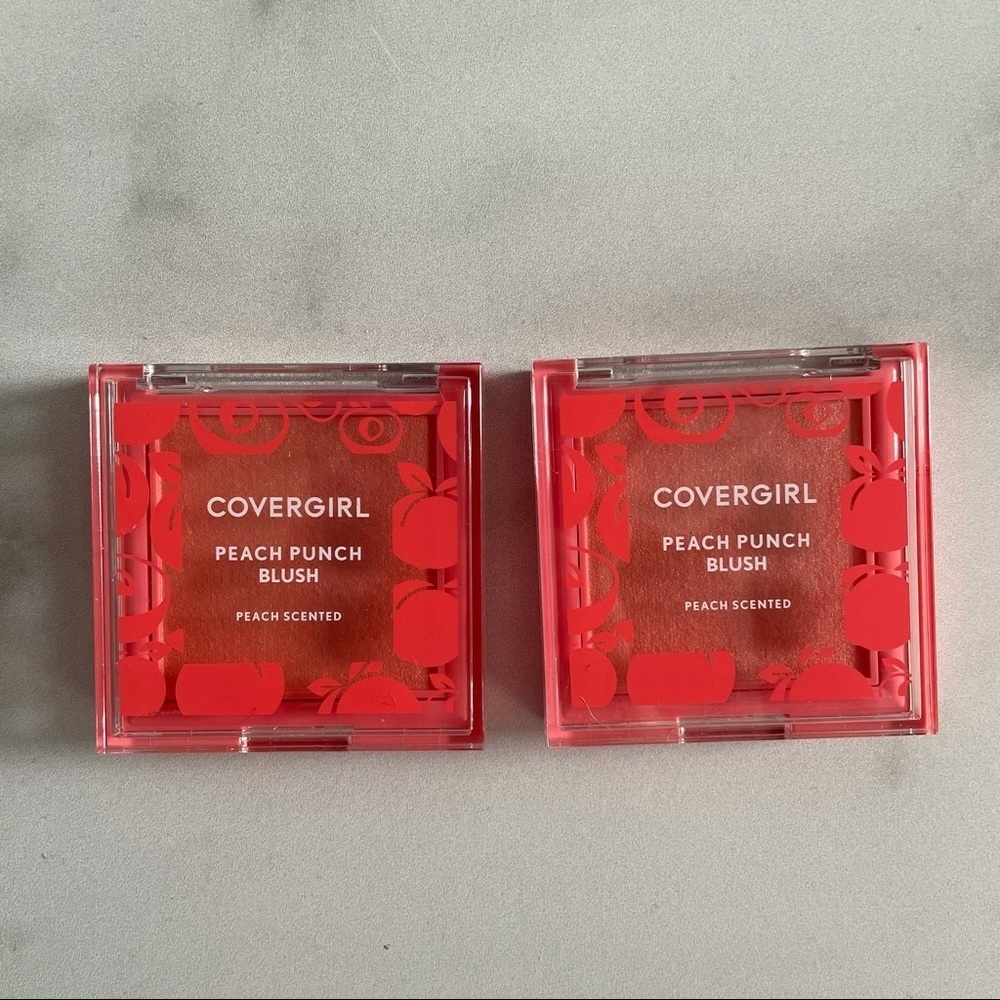 COVERGIRL
PEACH PUNCH
BLUSH
PEACH SCENTED
COVERGIRL
PEACH PUNCH
BLUSH
PEACH SCENTED